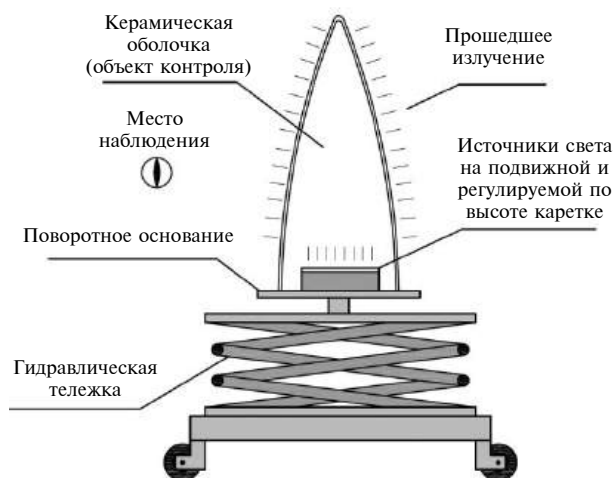 Керамическая
оболочка
(объект контроля)
Прошедшее
излучение
Место
наблюдения
Источники света
на подвижной и
регулируемой по
высоте каретке
Поворотное основание
Гидравлическая
тележка